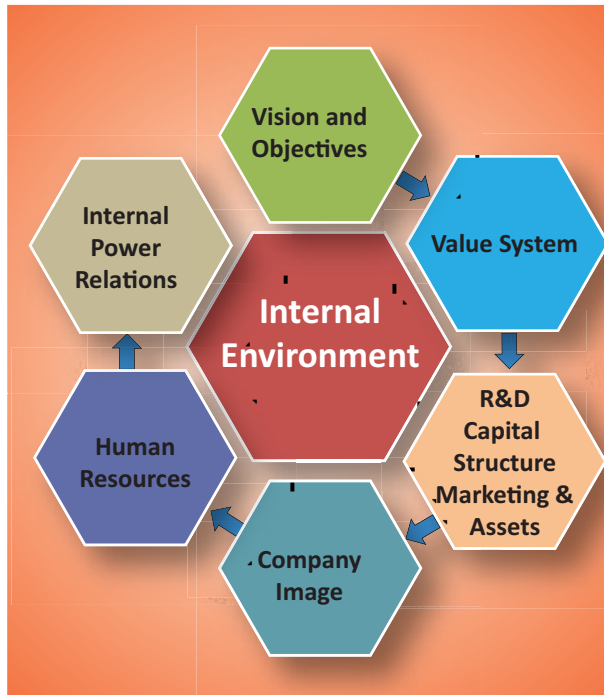 Vision and
Objectives
Value System
R&D
Capital
Structure
Marketing &
Assets
Company
Image
Human
Resources
Internal
Power
Relations
Internal
Environment